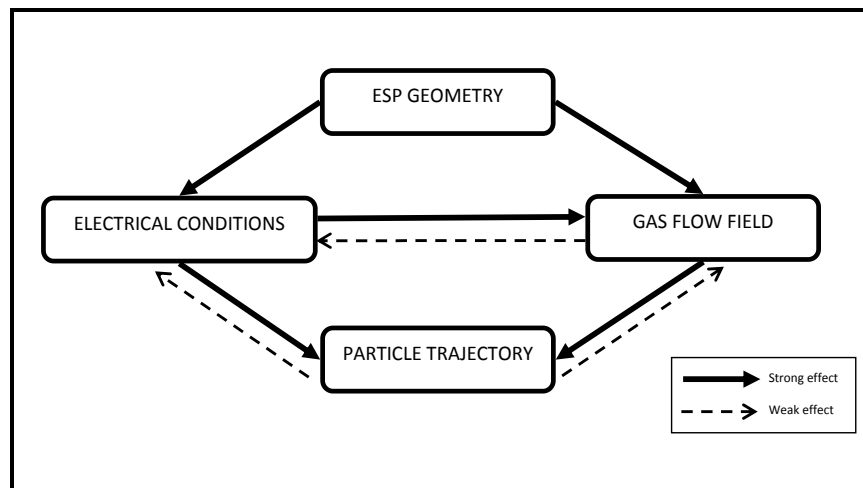 ESP GEOMETRY
ELECTRICAL CONDITIONS
GAS FLOW FIELD
PARTICLE TRAJECTORY
Strong effect
Weak effect